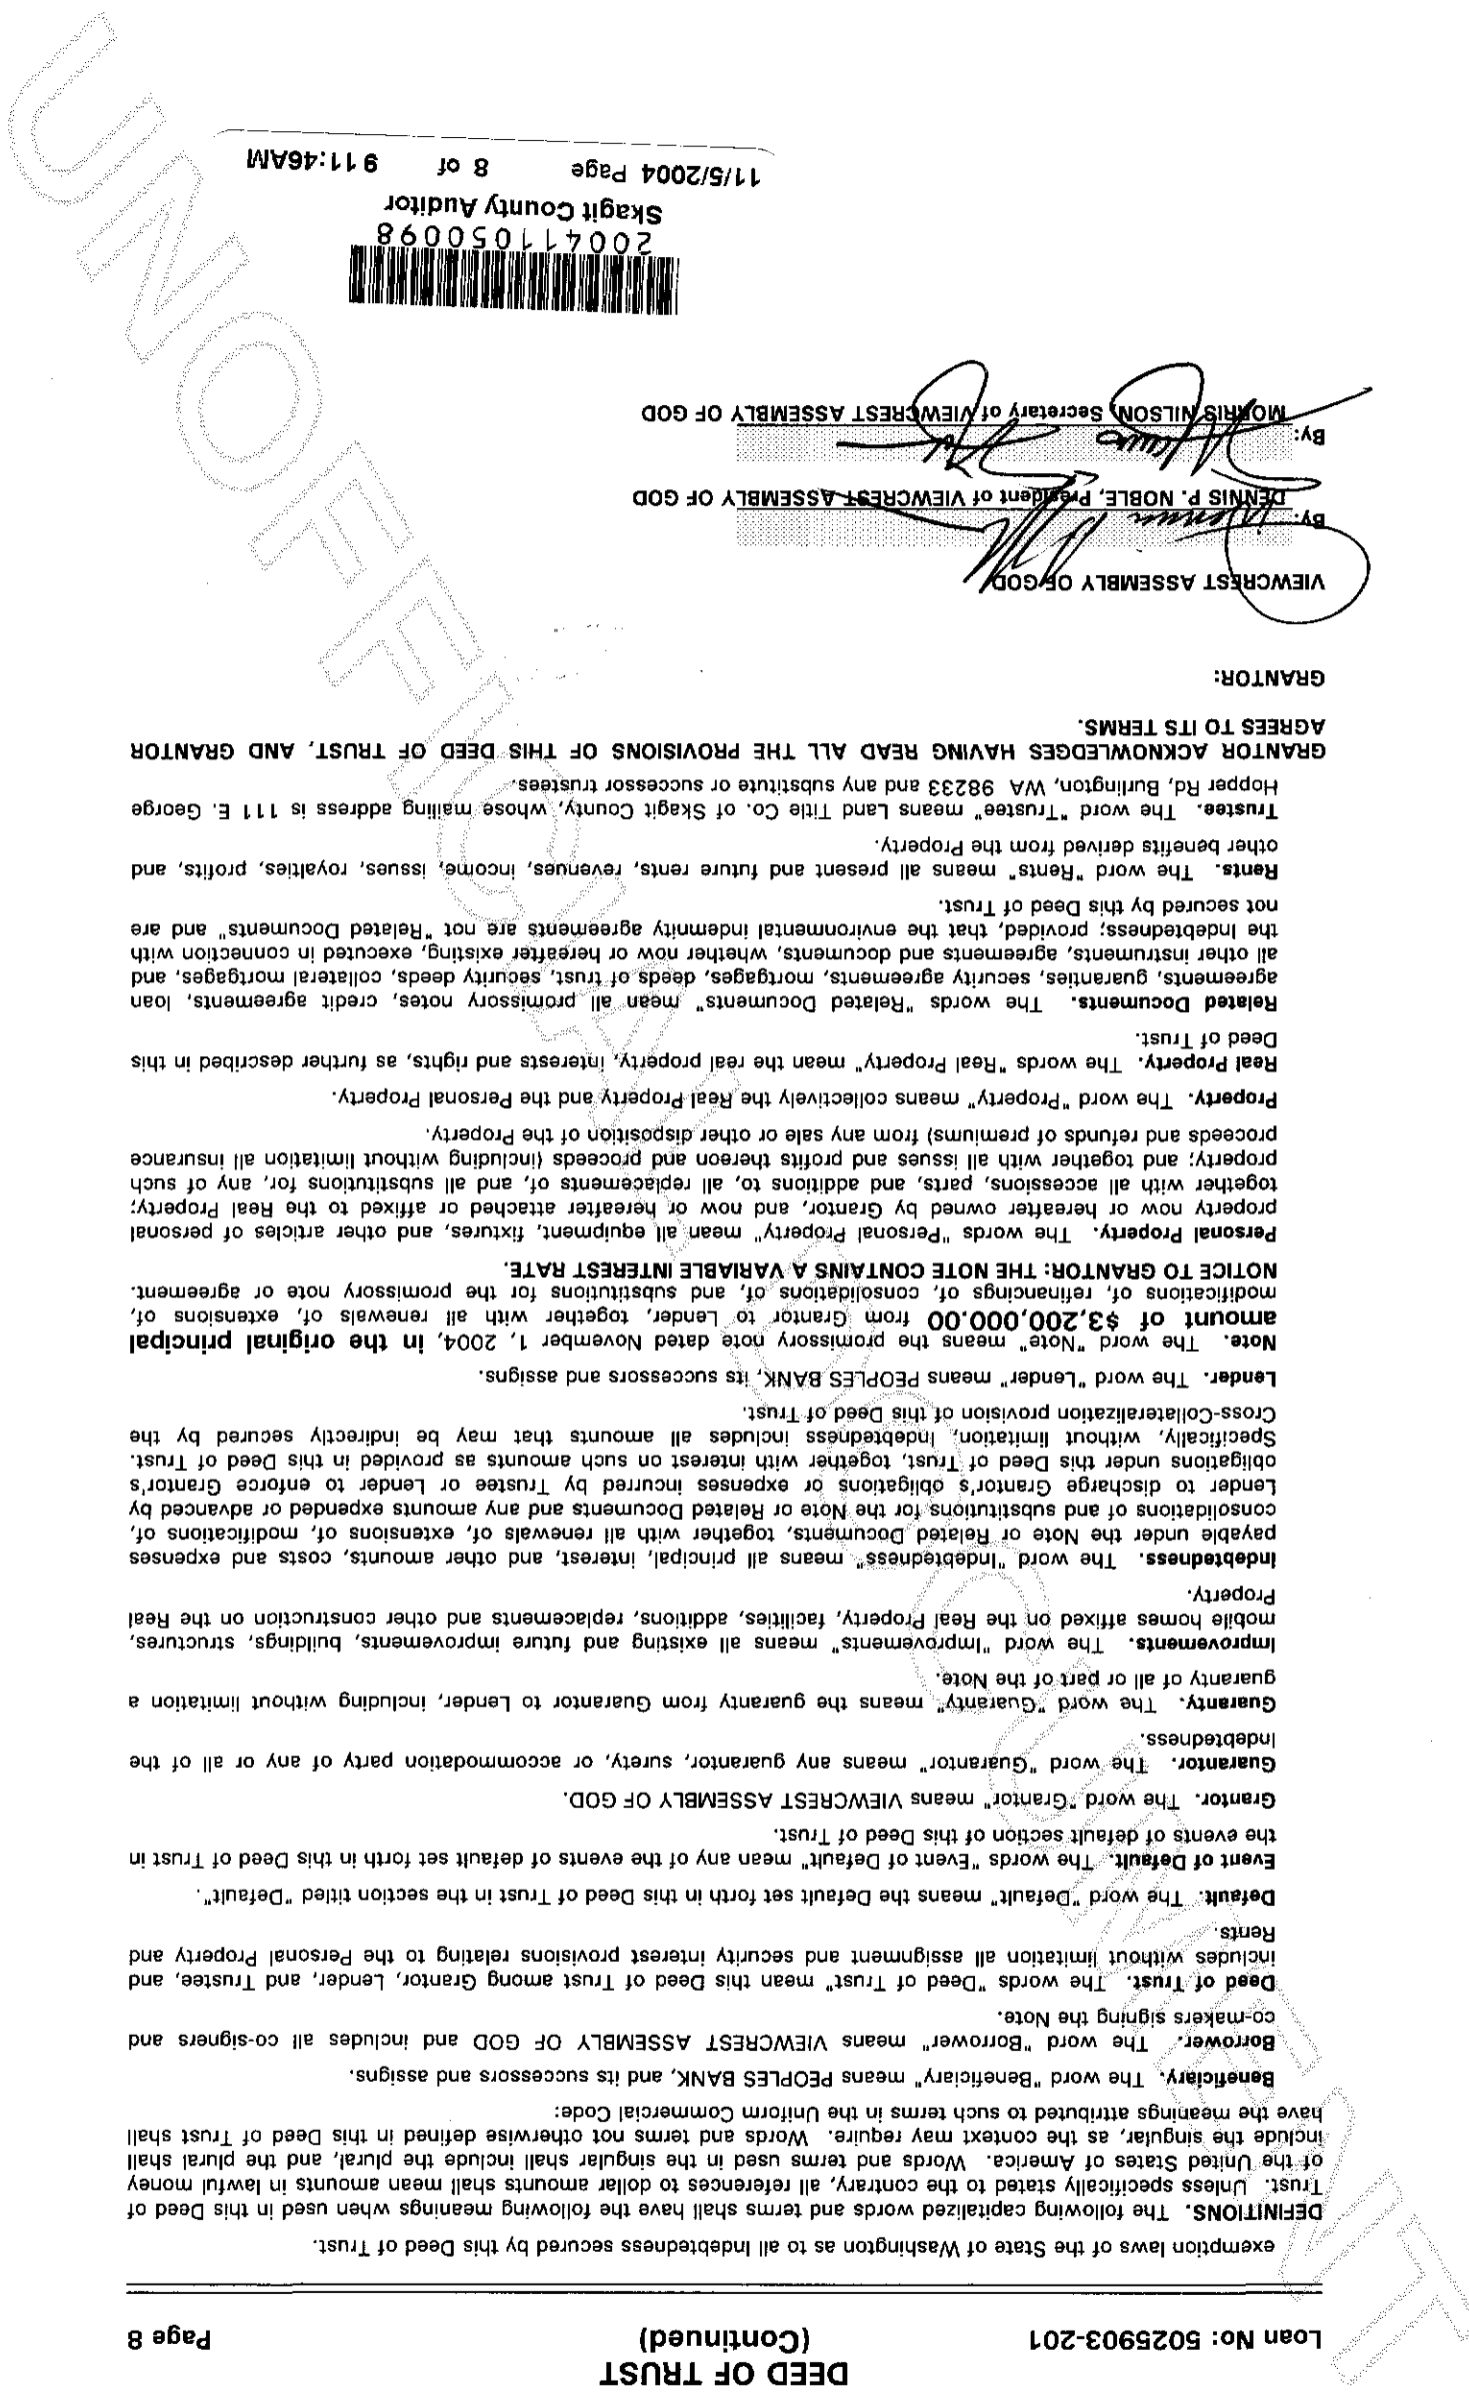 DEED OF TRUST
Loan No: 5025903-201 (Continued) Page 8
exemption laws of the State of Washington as to all Indebtedness secured by this Deed of Trust.
DEFINITIONS. The following capitalized words and terms shall have the following meanings when used in this Deed of
Trust. Unless specifically stated to the contrary, all references to dollar amounts shall mean amounts in lawful money
of the United States of America. Words and terms used in the singular shall include the plural, and the plural shall
include the singular, as the context may require. Words and terms not otherwise defined in this Deed of Trust shall
have the meanings attributed to such terms in the Uniform Commercial Code:
Beneficiary. The word "Beneficiary" means PEOPLES BANK, and its successors and assigns.
Borrower. The word "Borrower" means VIEWCREST ASSEMBLY OF GOD and includes all co-signers and
co-makers signing the Note.
Deed of Trust. The words "Deed of Trust" mean this Deed of Trust among Grantor, Lender, and Trustee, and
includes without limitation all assignment and security interest provisions relating to the Personal Property and
Rents.
Default. The word "Default" means the Default set forth in this Deed of Trust in the section titled "Default".
Event of Default. The words "Event of Default" mean any of the events of default set forth in this Deed of Trust in
the events of default section of this Deed of Trust.
Grantor. The word "Grantor" means VIEWCREST ASSEMBLY OF GOD.
Guarantor. The word "Guarantor" means any guarantor, surety, or accommodation party of any or all of the
Indebtedness.
Guaranty. The word "Guaranty" means the guaranty from Guarantor to Lender, including without limitation a
guaranty of all or part of the Note.
Improvements. The word "Improvements" means all existing and future improvements, buildings, structures,
mobile homes affixed on the Real Property, facilities, additions, replacements and other construction on the Real
Property.
Indebtedness. The word "Indebtedness" means all principal, interest, and other amounts, costs and expenses
payable under the Note or Related Documents, together with all renewals of, extensions of, modifications of,
consolidations of and substitutions for the Note or Related Documents and any amounts expended or advanced by
Lender to discharge Grantor's obligations or expenses incurred by Trustee or Lender to enforce Grantor's
obligations under this Deed of Trust, together with interest on such amounts as provided in this Deed of Trust.
Specifically, without limitation, Indebtedness includes all amounts that may be indirectly secured by the
Cross-Collateralization provision of this Deed of Trust.
Lender. The word "Lender" means PEOPLES BANK, its successors and assigns.
Note. The word "Note" means the promissory note dated November 1, 2004, in the original principal
amount of $3,200,000.00 from Grantor to Lender, together with all renewals of, extensions of,
modifications of, refinancings of, consolidations of, and substitutions for the promissory note or agreement.
NOTICE TO GRANTOR: THE NOTE CONTAINS A VARIABLE INTEREST RATE.
Personal Property. The words "Personal Property" mean all equipment, fixtures, and other articles of personal
property now or hereafter owned by Grantor, and now or hereafter attached or affixed to the Real Property;
together with all accessions, parts, and additions to, all replacements of, and all substitutions for, any of such
property; and together with all issues and profits thereon and proceeds (including without limitation all insurance
proceeds and refunds of premiums) from any sale or other disposition of the Property.
Property. The word "Property" means collectively the Real Property and the Personal Property.
Real Property. The words "Real Property" mean the real property, interests and rights, as further described in this
Deed of Trust.
Related Documents. The words "Related Documents" mean all promissory notes, credit agreements, loan
agreements, guaranties, security agreements, mortgages, deeds of trust, security deeds, collateral mortgages, and
all other instruments, agreements and documents, whether now or hereafter existing, executed in connection with
the Indebtedness; provided, that the environmental indemnity agreements are not "Related Documents" and are
not secured by this Deed of Trust.
Rents. The word "Rents" means all present and future rents, revenues, income, issues, royalties, profits, and
other benefits derived from the Property.
Trustee. The word "Trustee" means Land Title Co. of Skagit County, whose mailing address is 111 E. George
Hopper Rd, Burlington, WA 98233 and any substitute or successor trustees.
GRANTOR ACKNOWLEDGES HAVING READ ALL THE PROVISIONS OF THIS DEED OF TRUST, AND GRANTOR
AGREES TO ITS TERMS.
GRANTOR:
VIEWCREST ASSEMBLY OF GOD
By:
DENNIS P. NOBLE, President of VIEWCREST ASSEMBLY OF GOD
By:
MORRIS NILSON, Secretary of VIEWCREST ASSEMBLY OF GOD
200411050098
Skagit County Auditor
11/5/2004 Page 8 of 9 11:46AM
UNOFFICIAL DOCUMENT